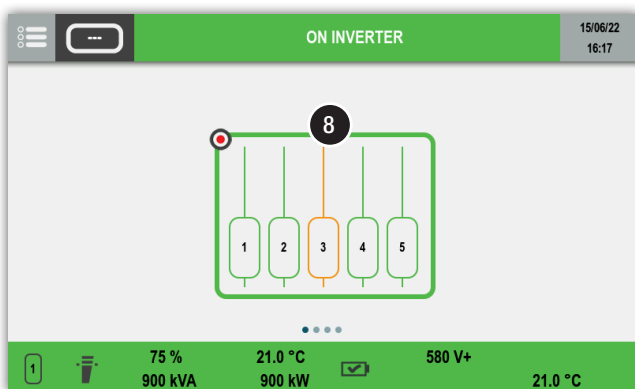 ---
ON INVERTER
15/06/22
16:17
8
1 2 3 4 5
1
75 % 21.0 °C 580 V+
900 kVA 900 kW 21.0 °C